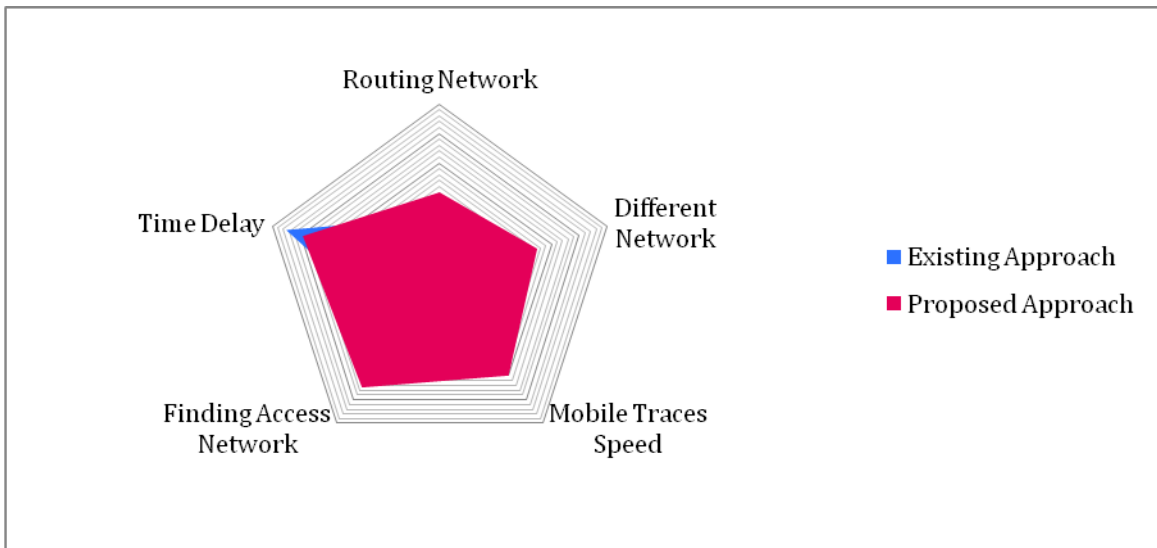 Routing Network
Time Delay
Different
Network
Existing Approach
Proposed Approach
Finding Access
Network
Mobile Traces
Speed